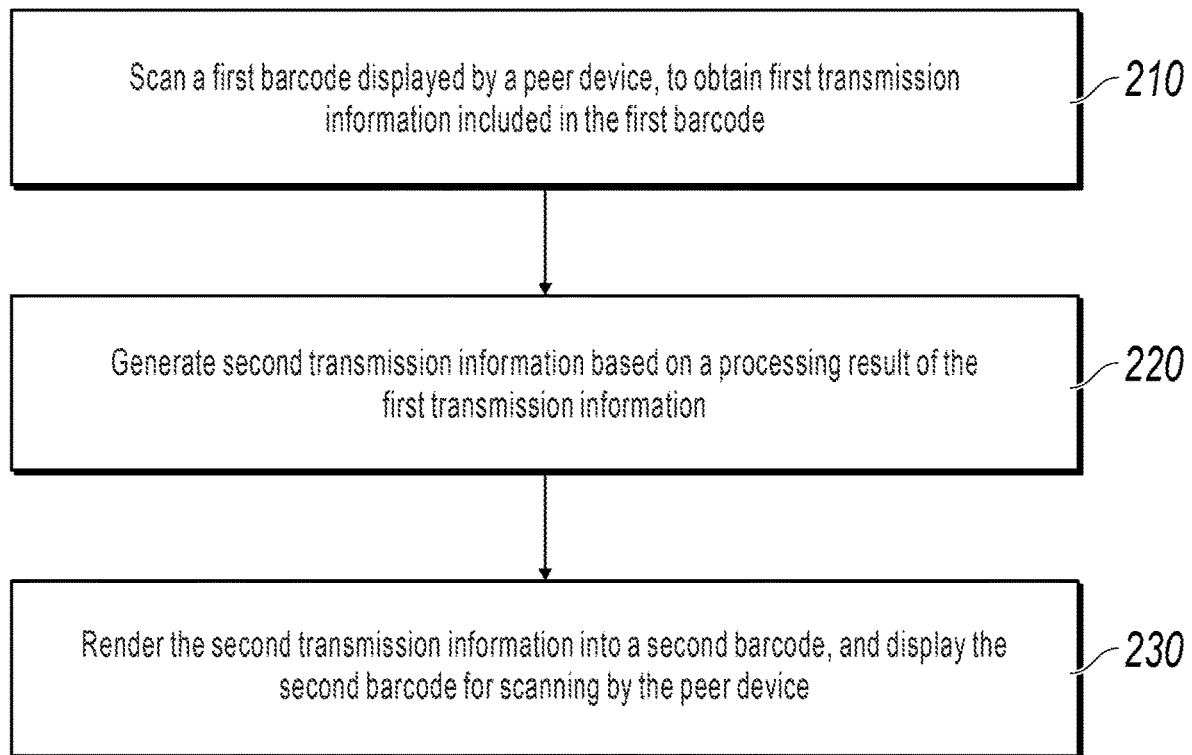 Scan a first barcode displayed by a peer device, to obtain first transmission
information included in the first barcode
210
Generate second transmission information based on a processing result of the
first transmission information
220
Render the second transmission information into a second barcode, and display the
second barcode for scanning by the peer device
230